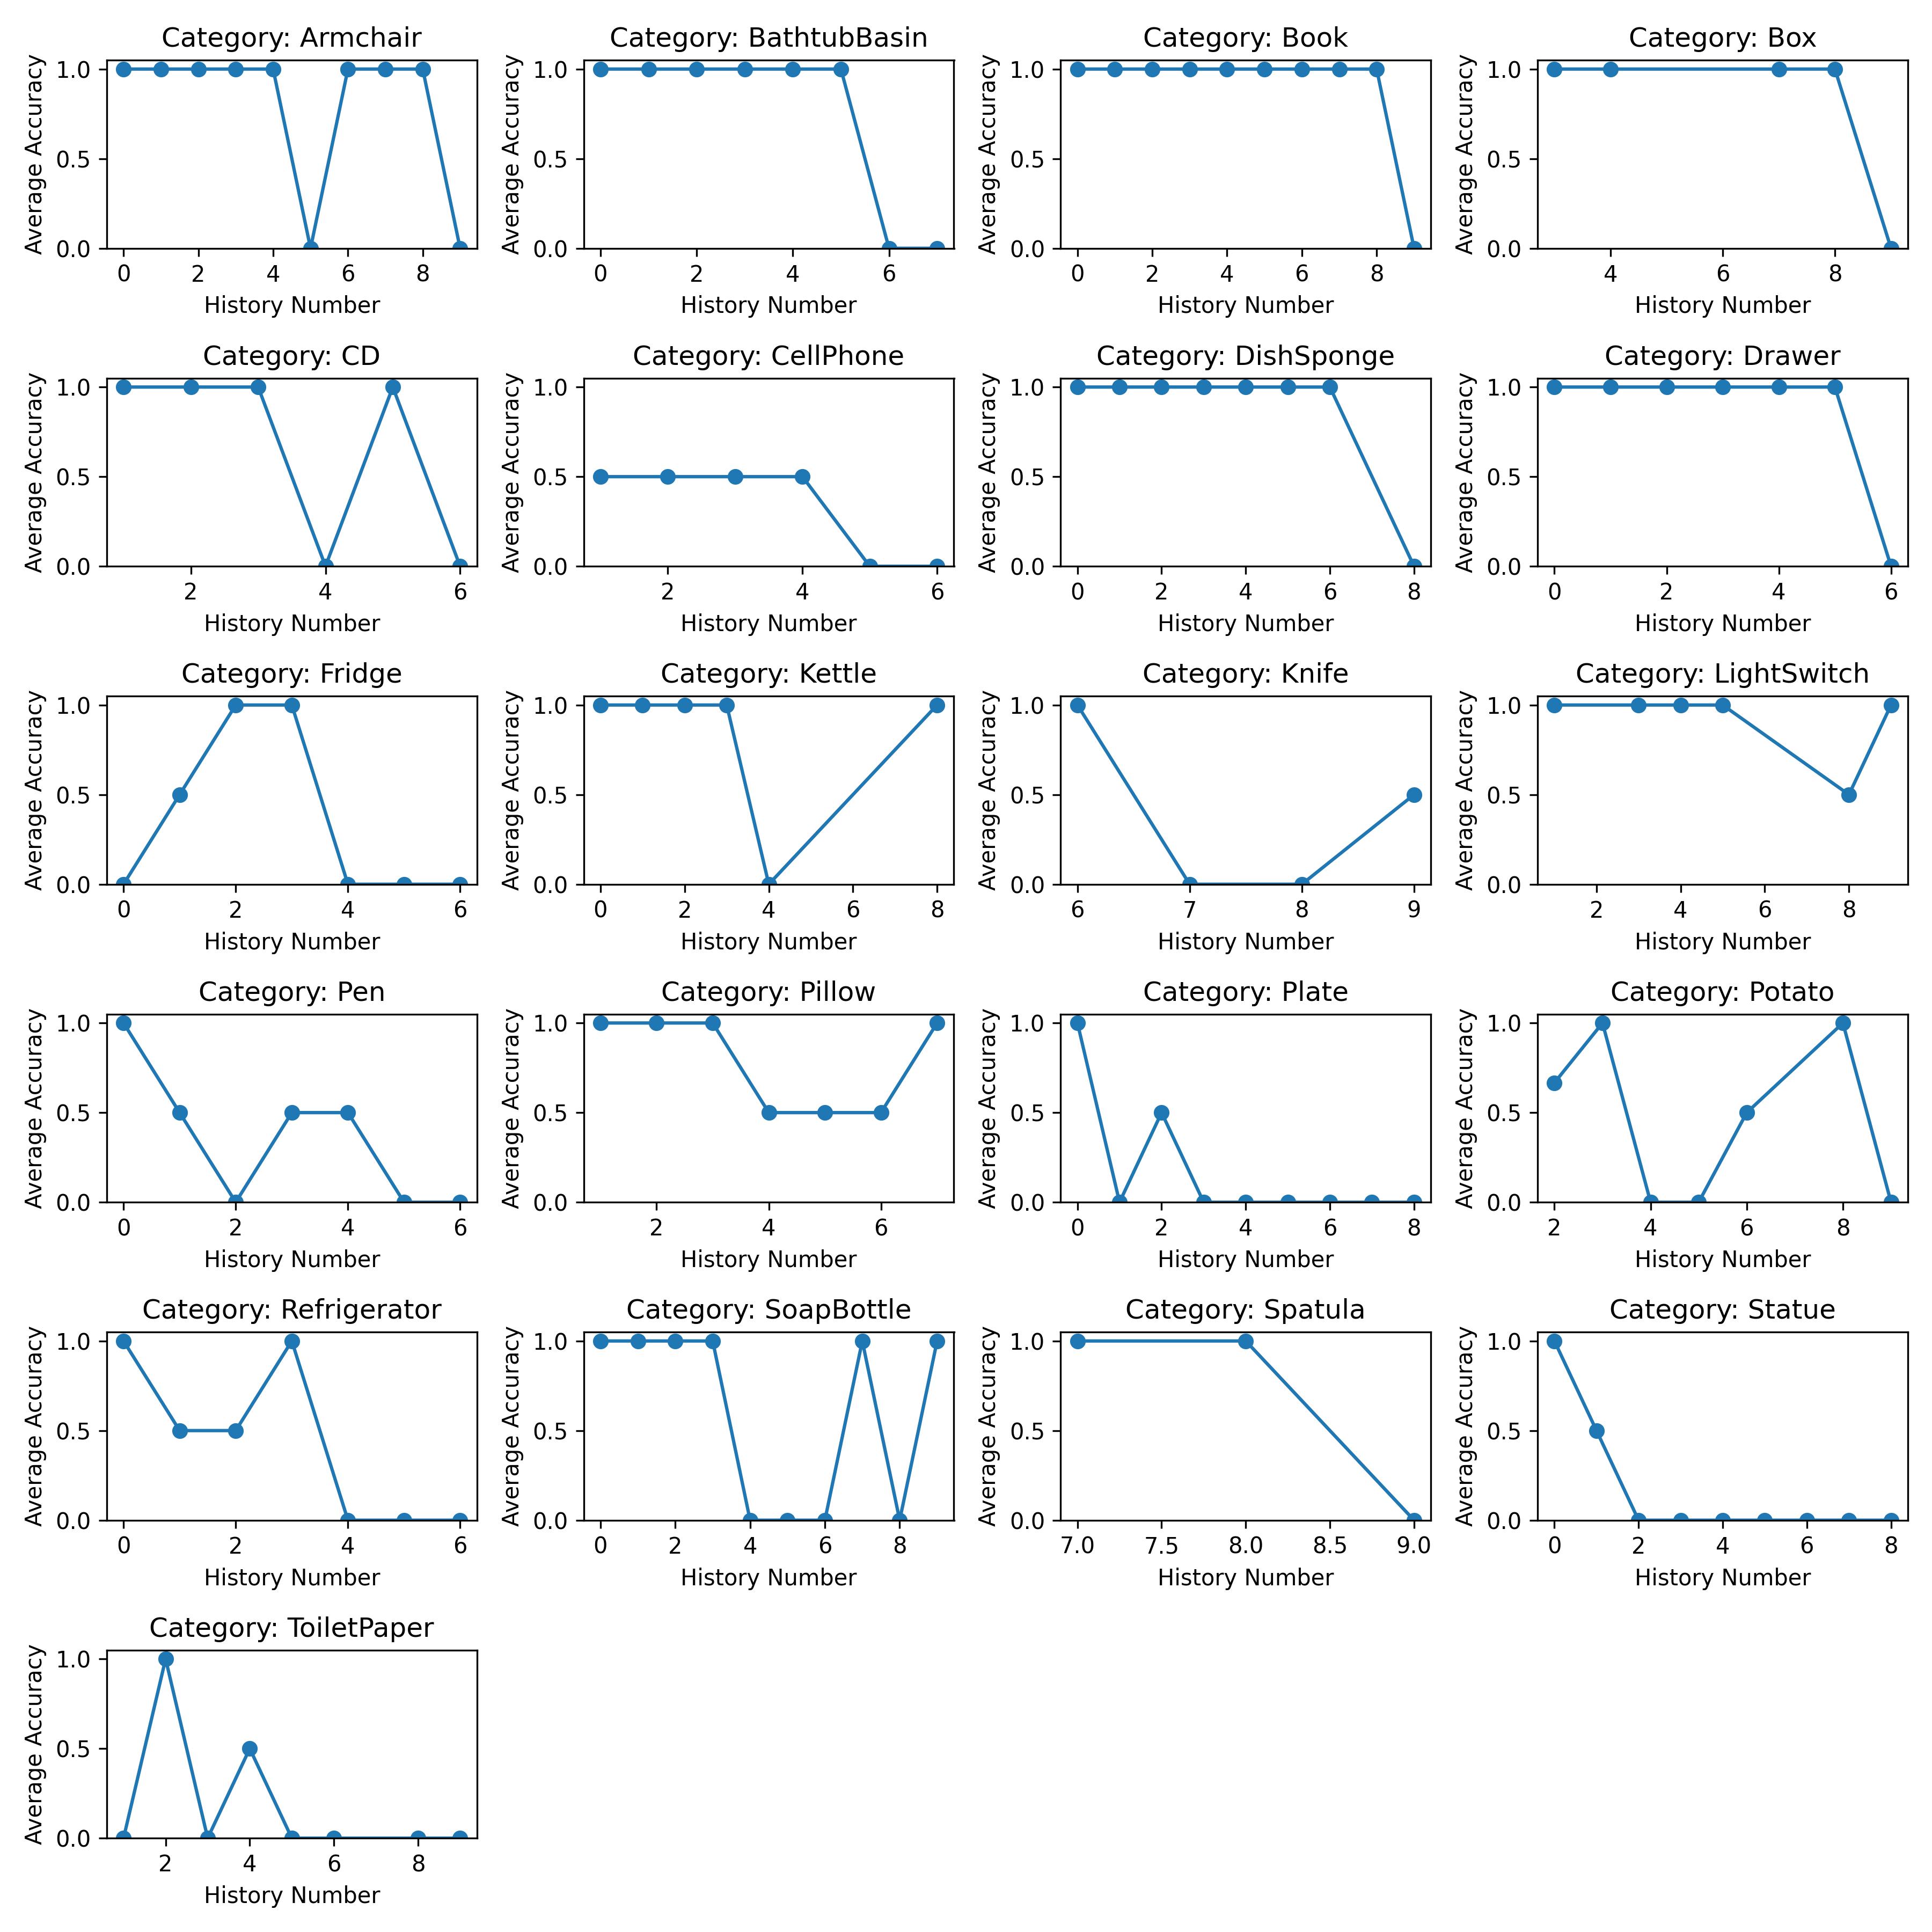 Category: Armchair
Average Accuracy
1.0
0.5
0.0
0 2 4 6 8
History Number
Category: BathtubBasin
Average Accuracy
1.0
0.5
0.0
0 2 4 6
History Number
Category: Book
Average Accuracy
1.0
0.5
0.0
0 2 4 6 8
History Number
Category: Box
Average Accuracy
1.0
0.5
0.0
4 6 8
History Number
Category: CD
Average Accuracy
1.0
0.5
0.0
2 4 6
History Number
Category: CellPhone
Average Accuracy
1.0
0.5
0.0
2 4 6
History Number
Category: DishSponge
Average Accuracy
1.0
0.5
0.0
0 2 4 6 8
History Number
Category: Drawer
Average Accuracy
1.0
0.5
0.0
0 2 4 6
History Number
Category: Fridge
Average Accuracy
1.0
0.5
0.0
0 2 4 6
History Number
Category: Kettle
Average Accuracy
1.0
0.5
0.0
0 2 4 6 8
History Number
Category: Knife
Average Accuracy
1.0
0.5
0.0
6 7 8 9
History Number
Category: LightSwitch
Average Accuracy
1.0
0.5
0.0
2 4 6 8
History Number
Category: Pen
Average Accuracy
1.0
0.5
0.0
0 2 4 6
History Number
Category: Pillow
Average Accuracy
1.0
0.5
0.0
2 4 6
History Number
Category: Plate
Average Accuracy
1.0
0.5
0.0
0 2 4 6 8
History Number
Category: Potato
Average Accuracy
1.0
0.5
0.0
2 4 6 8
History Number
Category: Refrigerator
Average Accuracy
1.0
0.5
0.0
0 2 4 6
History Number
Category: SoapBottle
Average Accuracy
1.0
0.5
0.0
0 2 4 6 8
History Number
Category: Spatula
Average Accuracy
1.0
0.5
0.0
7.0 7.5 8.0 8.5 9.0
History Number
Category: Statue
Average Accuracy
1.0
0.5
0.0
0 2 4 6 8
History Number
Category: ToiletPaper
Average Accuracy
1.0
0.5
0.0
2 4 6 8
History Number